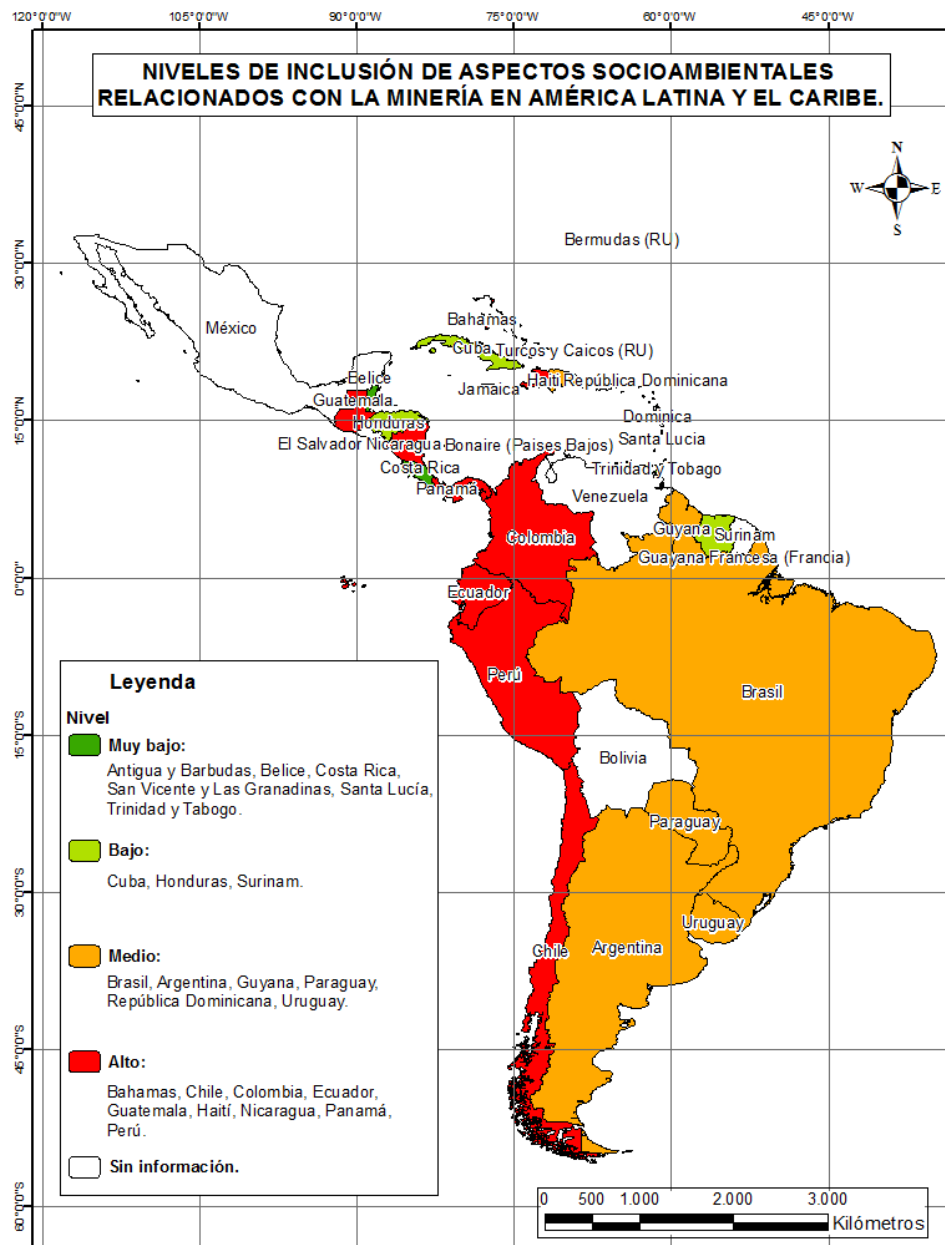 120°0'0"W 105°0'0"W 90°0'0"W 75°0'0"W 60°0'0"W 45°0'0"W
NIVELES DE INCLUSIÓN DE ASPECTOS SOCIOAMBIENTALES
RELACIONADOS CON LA MINERÍA EN AMÉRICA LATINA Y EL CARIBE.
45°0'0"N
N
W E
S
Bermudas (RU)
30°0'0"N
México
Bahamas
Cuba Turcos y Caicos (RU)
Belice
Jamaica
Haití República Dominicana
Guatemala
Dominica
15°0'0"N
Honduras
El Salvador Nicaragua
Bonaire (Paises Bajos)
Santa Lucia
Costa Rica
Trinidad y Tobago
Panamá
Venezuela
Colombia
Guyana
Surinam
Guayana Francesa (Francia)
0°0'0"
Ecuador
Perú
Brasil
15°0'0"S
Bolivia
Paraguay
30°0'0"S
Uruguay
Chile
Argentina
45°0'0"S
60°0'0"S
Leyenda
Nivel
Muy bajo:
Antigua y Barbudas, Belice, Costa Rica,
San Vicente y Las Granadinas, Santa Lucía,
Trinidad y Tabogo.
Bajo:
Cuba, Honduras, Surinam.
Medio:
Brasil, Argentina, Guyana, Paraguay,
República Dominicana, Uruguay.
Alto:
Bahamas, Chile, Colombia, Ecuador,
Guatemala, Haití, Nicaragua, Panamá,
Perú.
Sin información.
0 500 1.000 2.000 3.000
Kilómetros